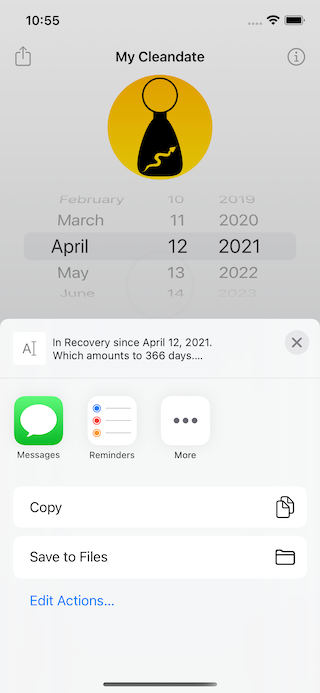 10:55
My Cleandate
February 10 2019
March 11 2020
April 12 2021
May 13 2022
June 14 2023
A
In Recovery since April 12, 2021.
Which amounts to 366 days....
Messages Reminders More
Copy
Save to Files
Edit Actions...